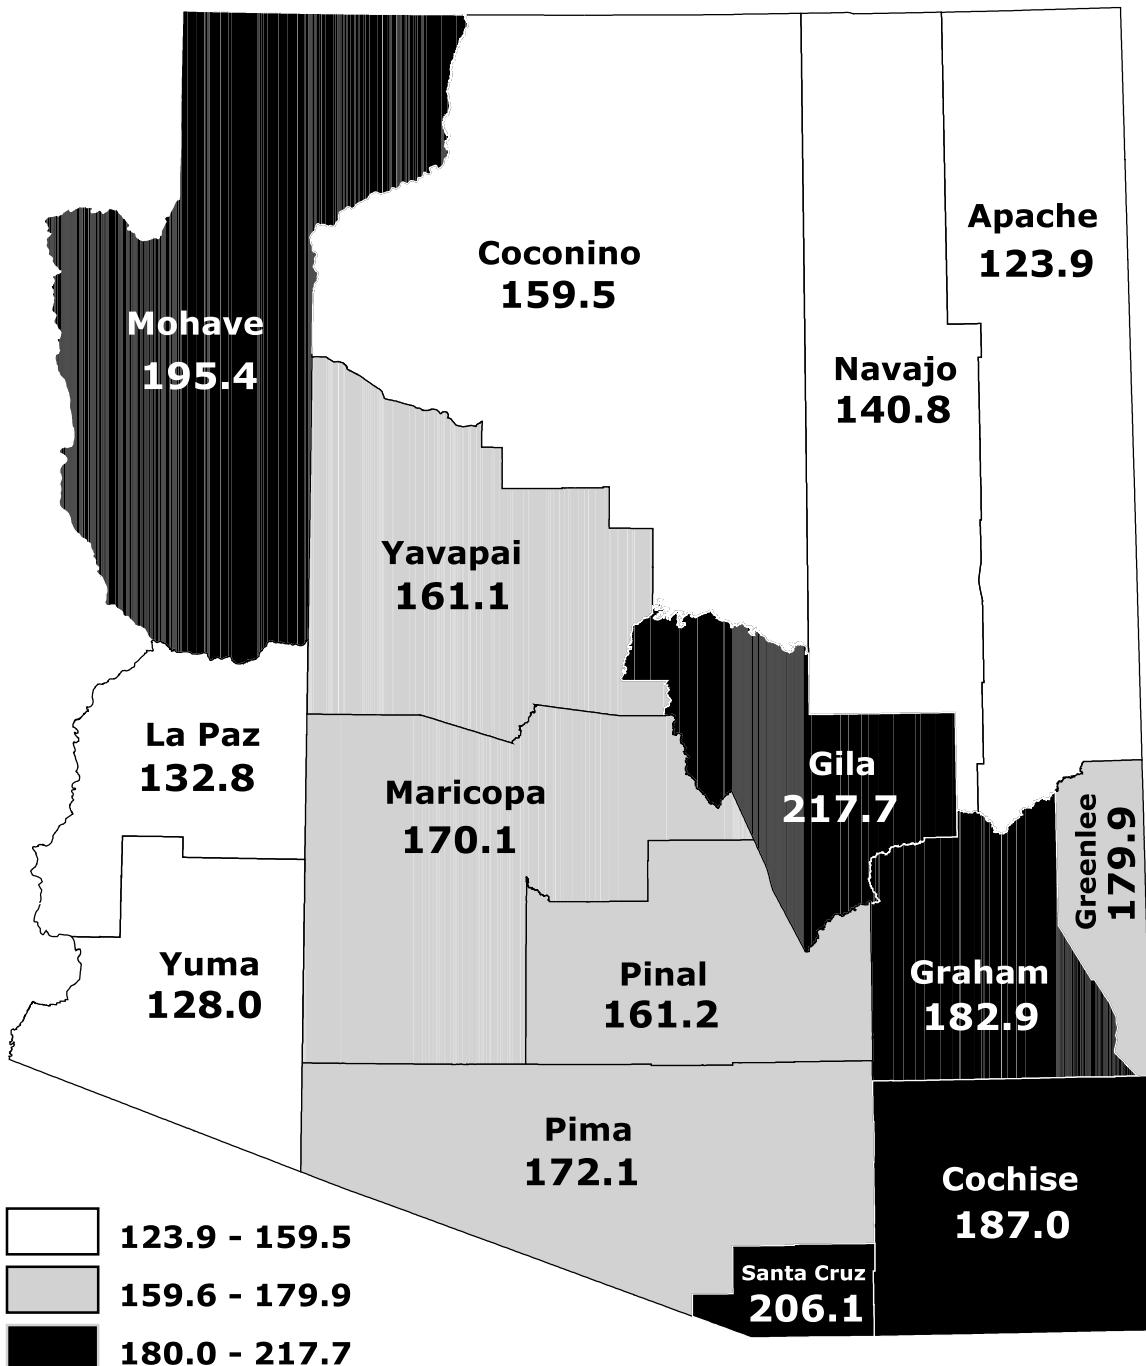 Apache
123.9
Coconino
159.5
Mohave
195.4
Navajo
140.8
Yavapai
161.1
La Paz
132.8
Maricopa
170.1
Gila
217.7
Greenlee
179.9
Yuma
128.0
Pinal
161.2
Graham
182.9
Pima
172.1
Cochise
187.0
Santa Cruz
206.1
123.9 - 159.5
159.6 - 179.9
180.0 - 217.7